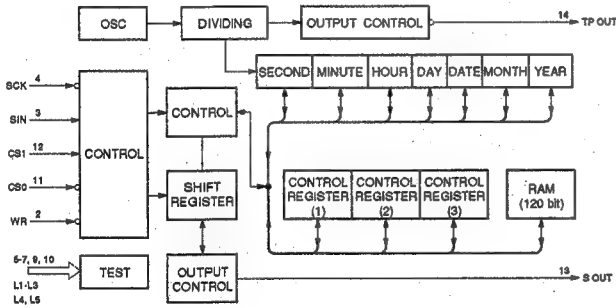 OSC
DIVIDING
OUTPUT CONTROL
14
TP OUT
SECOND MINUTE HOUR DAY DATE MONTH YEAR
SCK 4
SIN 3
CS1 12
CS0 11
WR 2
CONTROL
CONTROL
SHIFT
REGISTER
CONTROL
REGISTER
(1)
CONTROL
REGISTER
(2)
CONTROL
REGISTER
(3)
RAM
(120 bit)
5-7, 9, 10
L1-L3
L4, L5
TEST
OUTPUT
CONTROL
13
S OUT